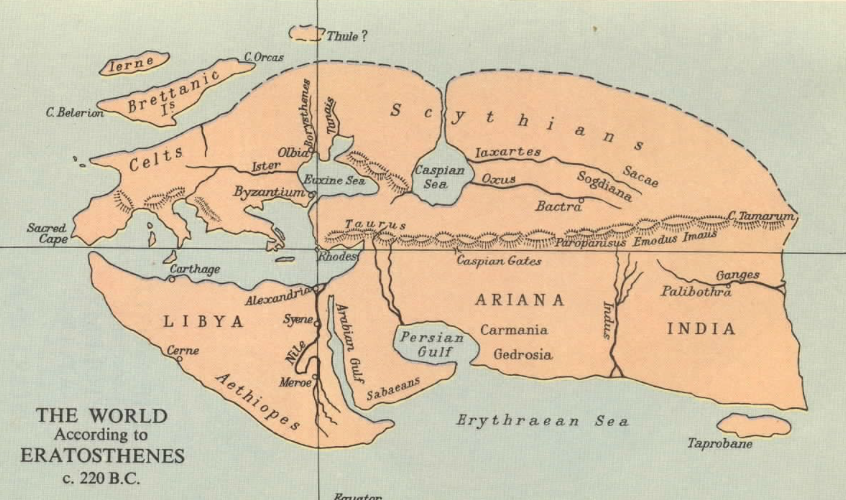 Thule ?
Ierne
C. Orcas
Brettanic
Is
C. Belerion
Scythians
Borysthenes
Tanais
Celts
Olbia
Ister
Euxine Sea
Byzantium
Caspian
Sea
Iaxartes
Oxus
Sogdiana
Sacae
Bactra
C. Tamarum
Sacred
Cape
Taurus
Paropanisus Emodus Imaus
Rhodes
Caspian Gates
Carthage
Alexandria
Ganges
Palibothra
LIBYA
Syene
Arabian Gulf
ARIANA
Indus
INDIA
Persian
Gulf
Carmania
Gedrosia
Cerne
Nile
Meroe
Sabaeans
Aethiopes
Erythraean Sea
Taprobane
THE WORLD
According to
ERATOSTHENES
c. 220 B.C.
Equator